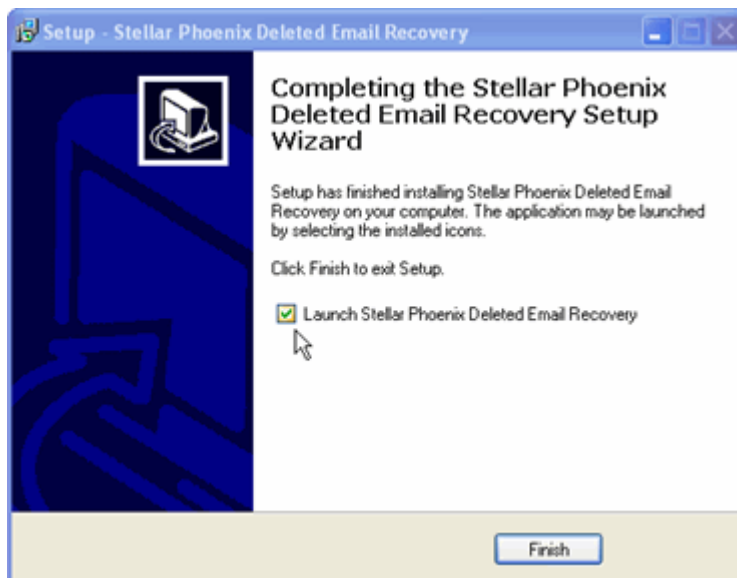 Setup - Stellar Phoenix Deleted Email Recovery
Completing the Stellar Phoenix
Deleted Email Recovery Setup
Wizard
Setup has finished installing Stellar Phoenix Deleted Email
Recovery on your computer. The application may be launched
by selecting the installed icons.
Click Finish to exit Setup.
Launch Stellar Phoenix Deleted Email Recovery
Finish